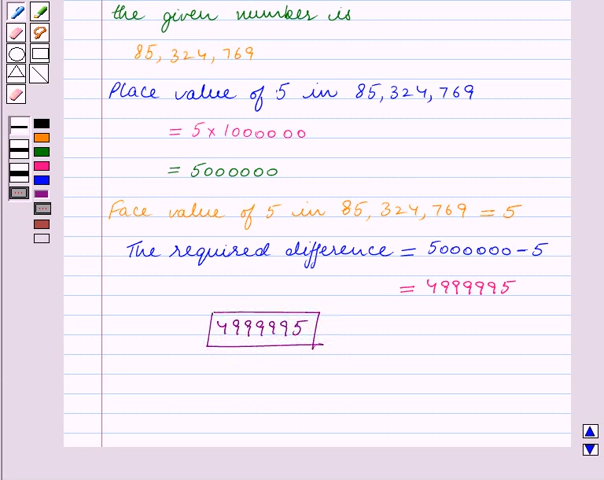 the given number is
85,324,769
Place value of 5 in 85,324,769
= 5 x 1000000
= 5000000
Face value of 5 in 85,324,769 = 5
The required difference = 5000000 - 5
= 4999995
4999995